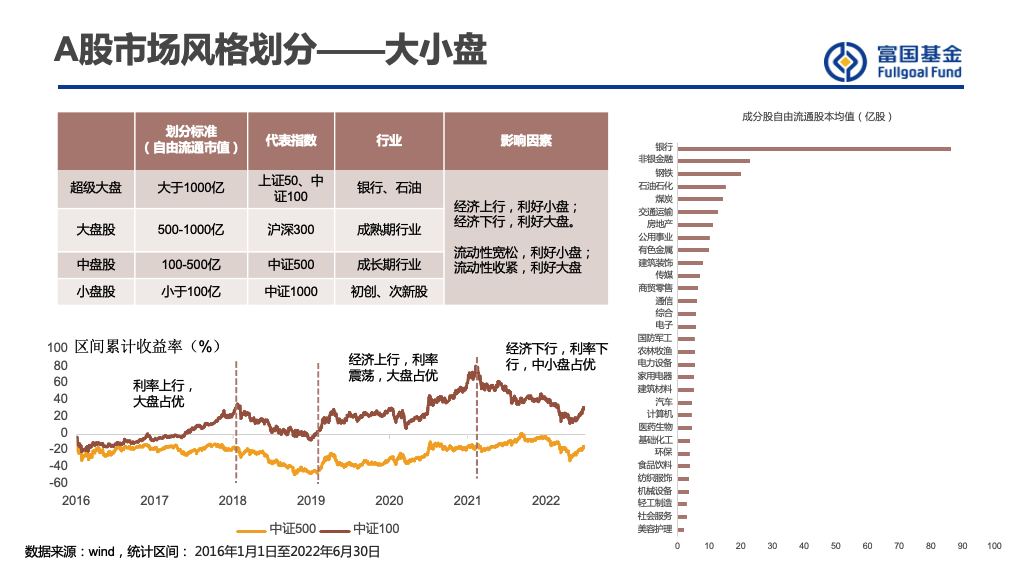 A股市场风格划分——大小盘
富国基金
Fullgoal Fund
划分标准
（自由流通市值）
代表指数
行业
影响因素
超级大盘
大于1000亿
上证50、中
证100
银行、石油
大盘股
500-1000亿
沪深300
成熟期行业
中盘股
100-500亿
中证500
成长期行业
小盘股
小于100亿
中证1000
初创、次新股
经济上行，利好小盘；
经济下行，利好大盘。
流动性宽松，利好小盘；
流动性收紧，利好大盘
区间累计收益率（%）
100
80
60
40
20
0
-20
-40
-60
利率上行，
大盘占优
经济上行，利率
震荡，大盘占优
经济下行，利率下
行，中小盘占优
2016
2017
2018
2019
2020
2021
2022
中证500
中证100
数据来源：wind，统计区间： 2016年1月1日至2022年6月30日
成分股自由流通股本均值（亿股）
银行
非银金融
钢铁
石油石化
煤炭
交通运输
房地产
公用事业
有色金属
建筑装饰
传媒
商贸零售
通信
综合
电子
国防军工
农林牧渔
电力设备
家用电器
建筑材料
汽车
计算机
医药生物
基础化工
环保
食品饮料
纺织服饰
机械设备
轻工制造
社会服务
美容护理
0
10
20
30
40
50
60
70
80
90
100